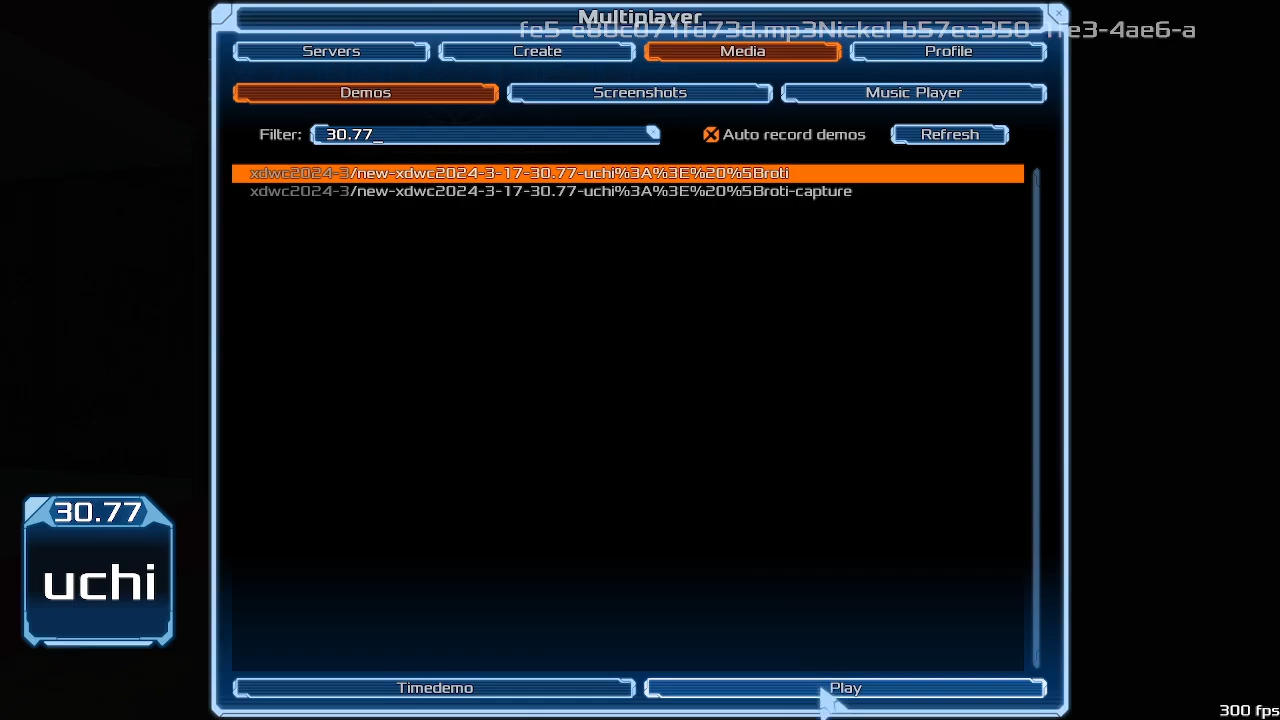 Multiplayer
fe5-e80c071fd73d.mp3Nickel-b57ea350- fe3-4ae6-a
Servers Create Media Profile
Demos Screenshots Music Player
Filter: 30.77_ Auto record demos Refresh
xdwc2024-3/new-xdwc2024-3-17-30.77-uchi%3A%3E%20%5Broti
xdwc2024-3/new-xdwc2024-3-17-30.77-uchi%3A%3E%20%5Broti-capture
30.77
uchi
Timedemo Play
300 fps